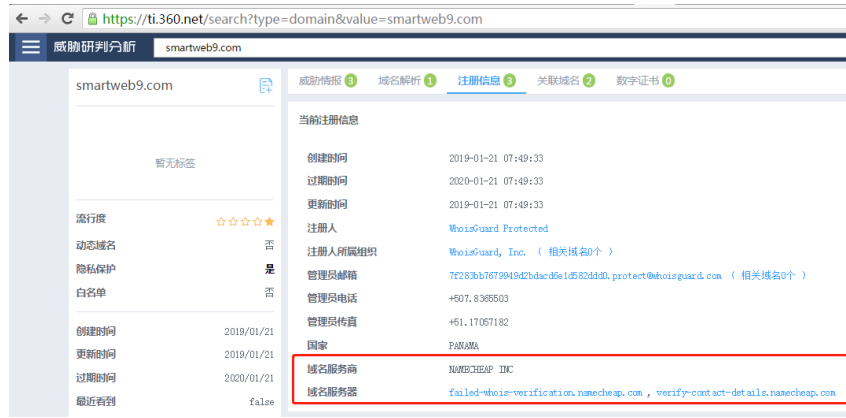 https://ti.360.net/search?type=domain&value=smartweb9.com
威胁研判分析 smartweb9.com
smartweb9.com
暂无标签
流行度
动态域名 否
隐私保护 是
白名单 否
创建时间 2019/01/21
更新时间 2019/01/21
过期时间 2020/01/21
最近看到 false
威胁情报 3 域名解析 1 注册信息 3 关联域名 2 数字证书 0
当前注册信息
创建时间 2019-01-21 07:49:33
过期时间 2020-01-21 07:49:33
更新时间 2019-01-21 07:49:33
注册人 WhoisGuard Protected
注册人所属组织 WhoisGuard, Inc. ( 相关域名0个 )
管理员邮箱 7f283bb7679949d2bdacd6e1d582ddd0.protect@whoisguard.com ( 相关域名0个 )
管理员电话 +507.8365503
管理员传真 +51.17057182
国家 PANAMA
域名服务商 NAMECHEAP INC
域名服务器 failed-whois-verification.namecheap.com , verify-contact-details.namecheap.com